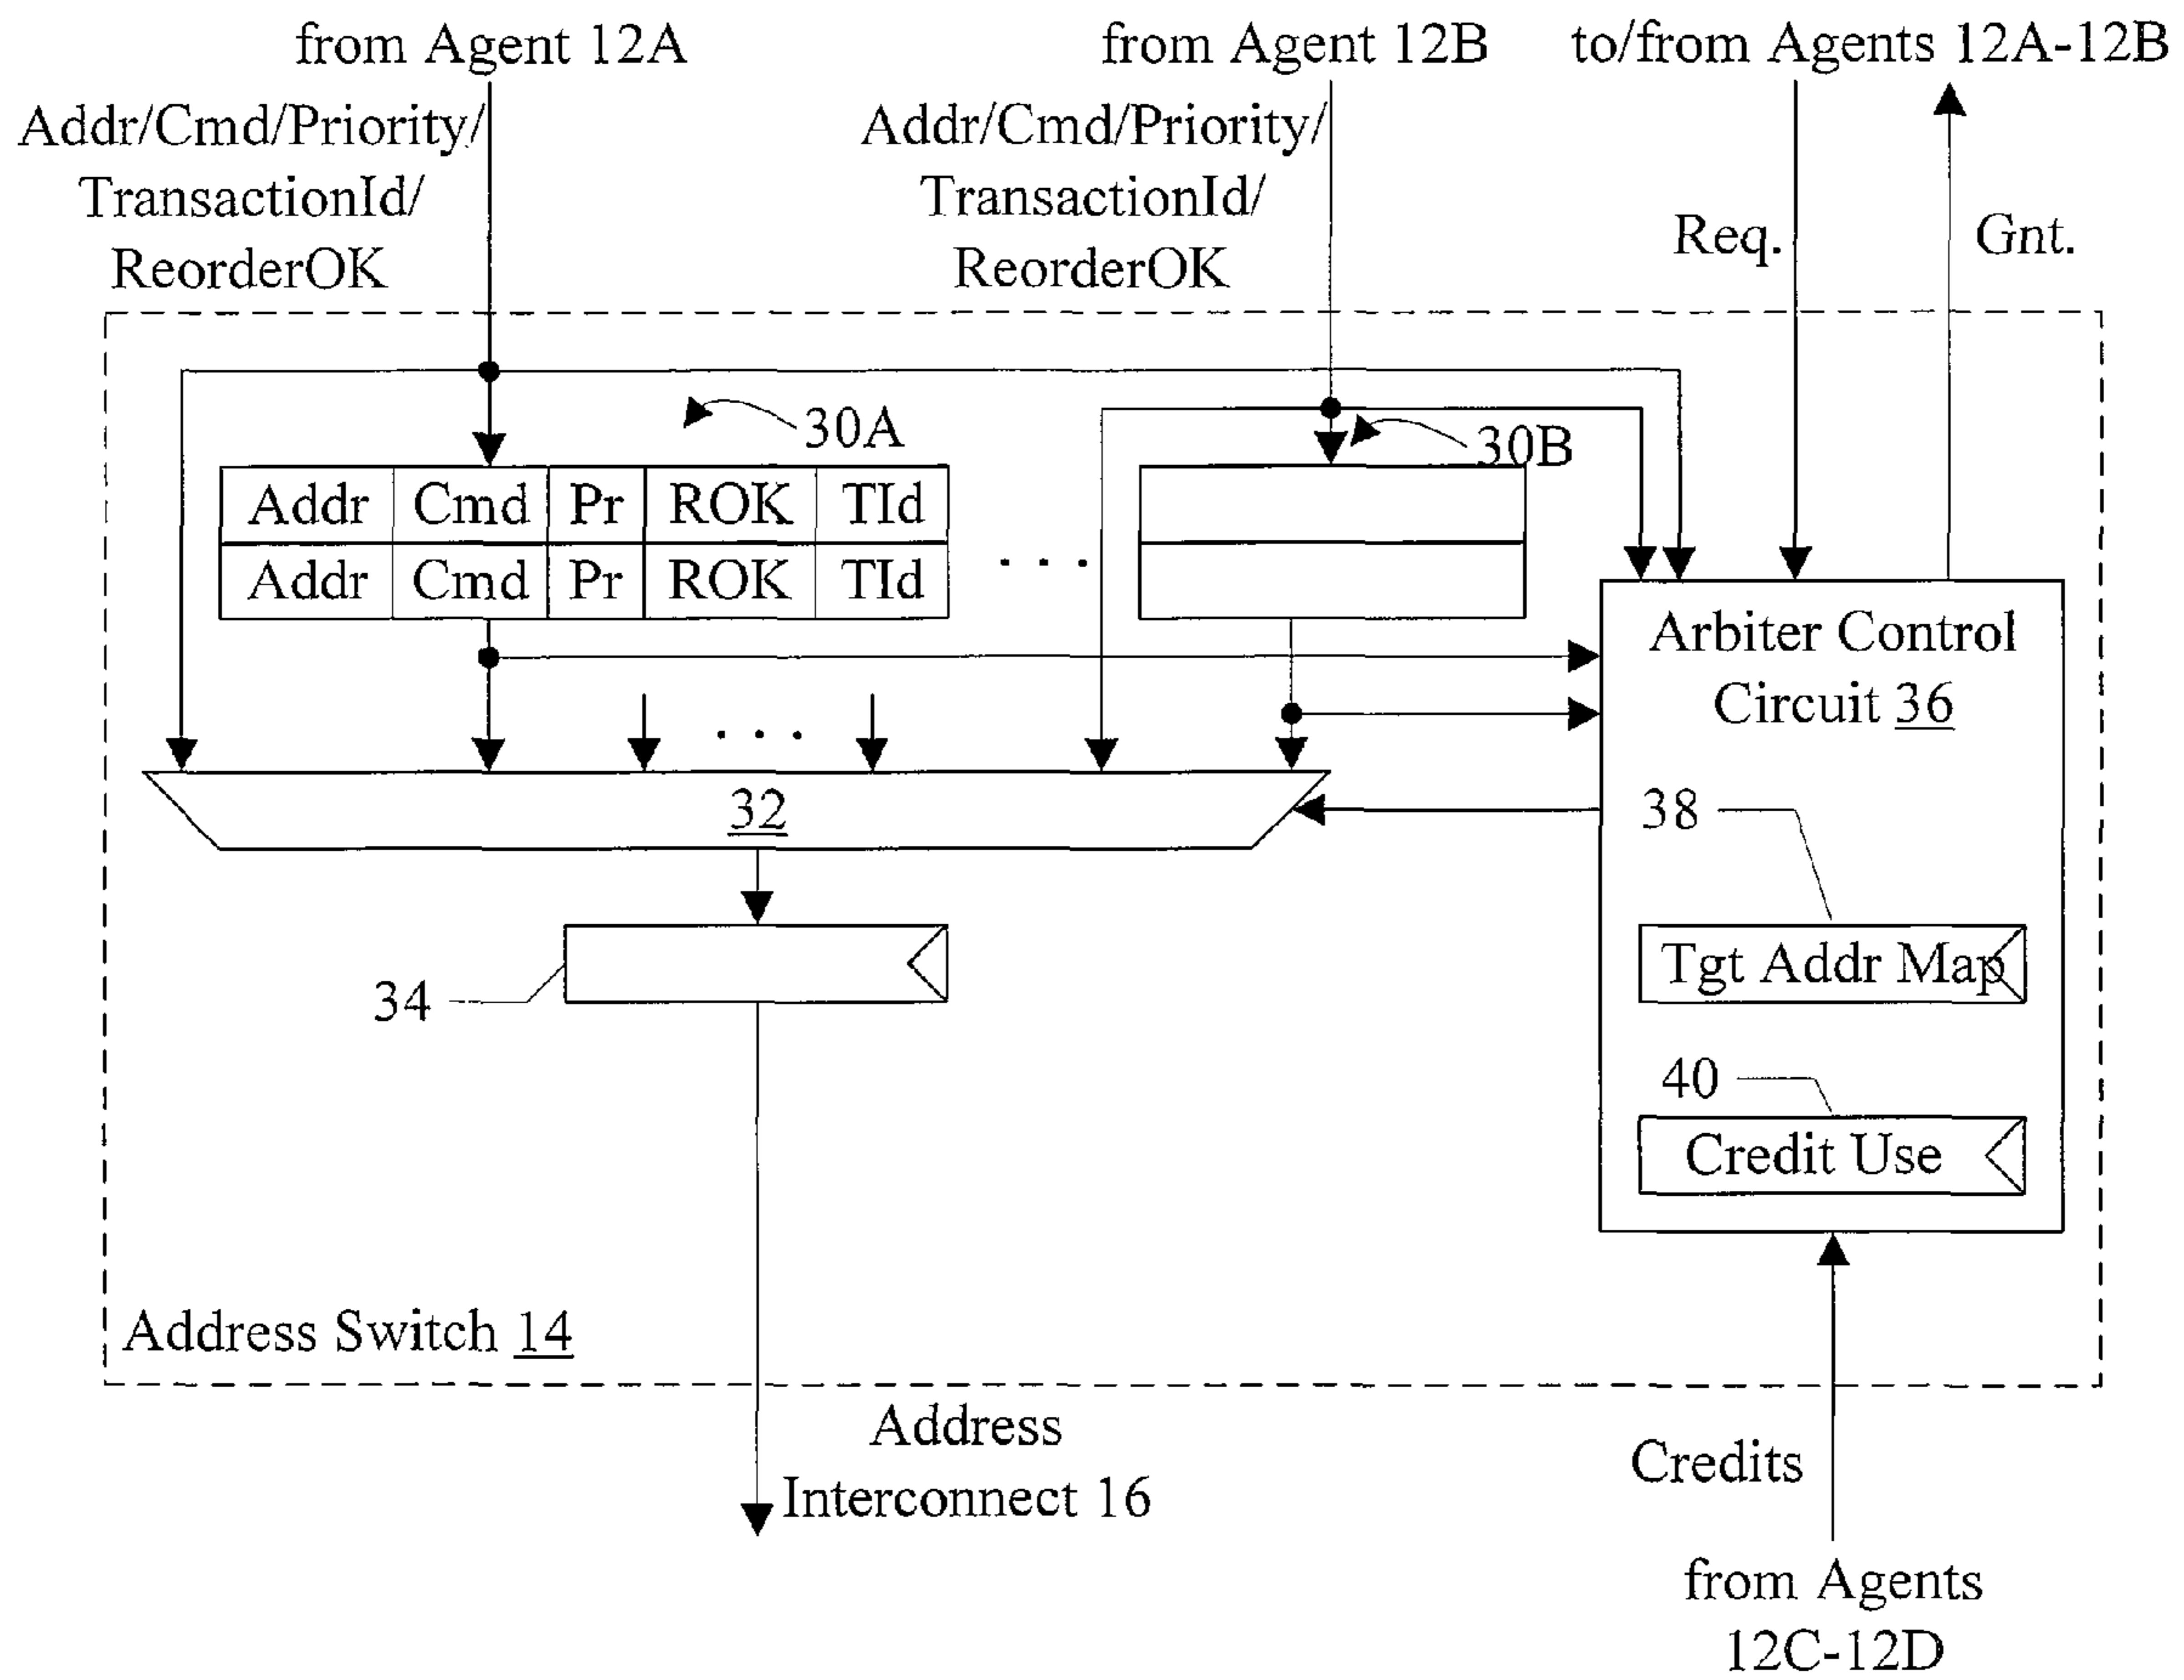 from Agent 12A
from Agent 12B
to/from Agents 12A-12B
Addr/Cmd/Priority/
TransactionId/
ReorderOK
Addr/Cmd/Priority/
TransactionId/
ReorderOK
Req.
Gnt.
30A
30B
Addr Cmd Pr ROK TId
Addr Cmd Pr ROK TId
. . .
Arbiter Control
Circuit 36
. . .
32
38
Tgt Addr Map
34
40
Credit Use
Address Switch 14
Address
Interconnect 16
Credits
from Agents
12C-12D